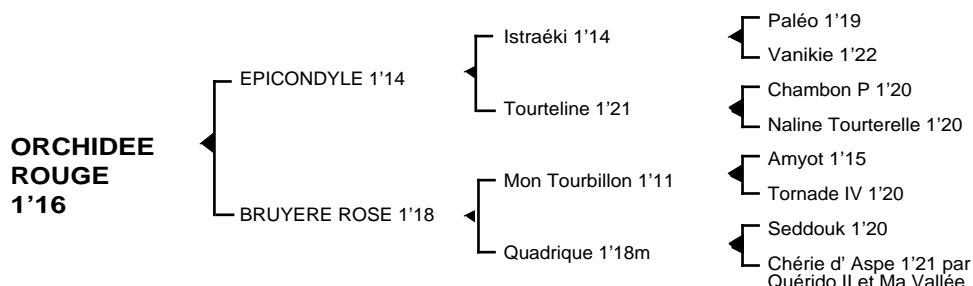 ORCHIDEE
ROUGE
1’16
EPICONDYLE 1’14
BRUYERE ROSE 1’18
Istraéki 1’14
Tourteline 1’21
Mon Tourbillon 1’11
Quadrique 1’18m
Paléo 1’19
Vanikie 1’22
Chambon P 1’20
Naline Tourterelle 1’20
Amyot 1’15
Tornade IV 1’20
Seddouk 1’20
Chérie d’ Aspe 1’21 par
Quérido II et Ma Vallée